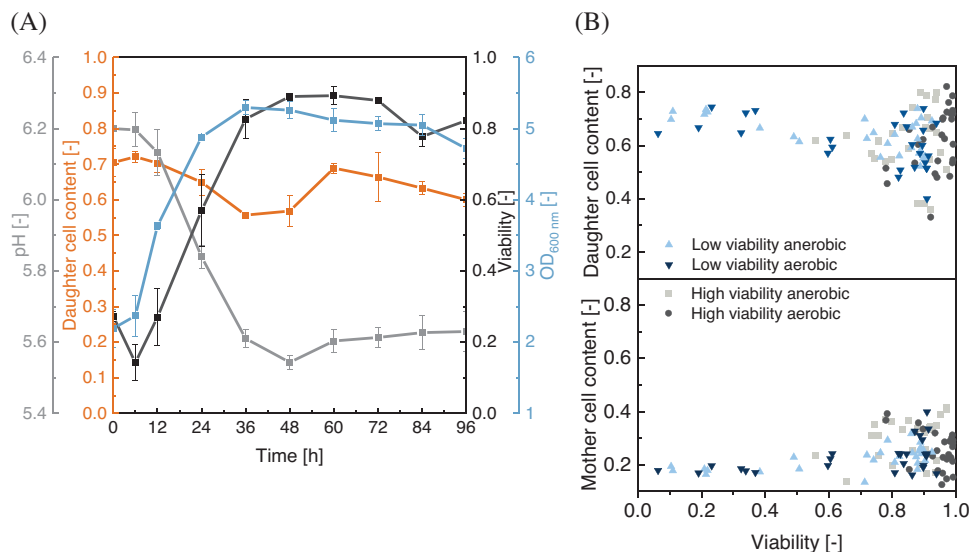 (A)
6.4
6.2
6.0
5.8
5.6
5.4
pH [-]
1.0
0.9
0.8
0.7
0.6
0.5
0.4
0.3
0.2
0.1
0.0
Daughter cell content [-]
0 12 24 36 48 60 72 84 96
Time [h]
1.0
0.8
0.6
0.4
0.2
0.0
Viability [-]
6
5
4
3
2
1
OD600 nm [-]
(B)
0.8
0.6
0.4
0.2
Daughter cell content [-]
Low viability anerobic
Low viability aerobic
High viability anerobic
High viability aerobic
0.8
0.6
0.4
0.2
Mother cell content [-]
0.0 0.2 0.4 0.6 0.8 1.0
Viability [-]